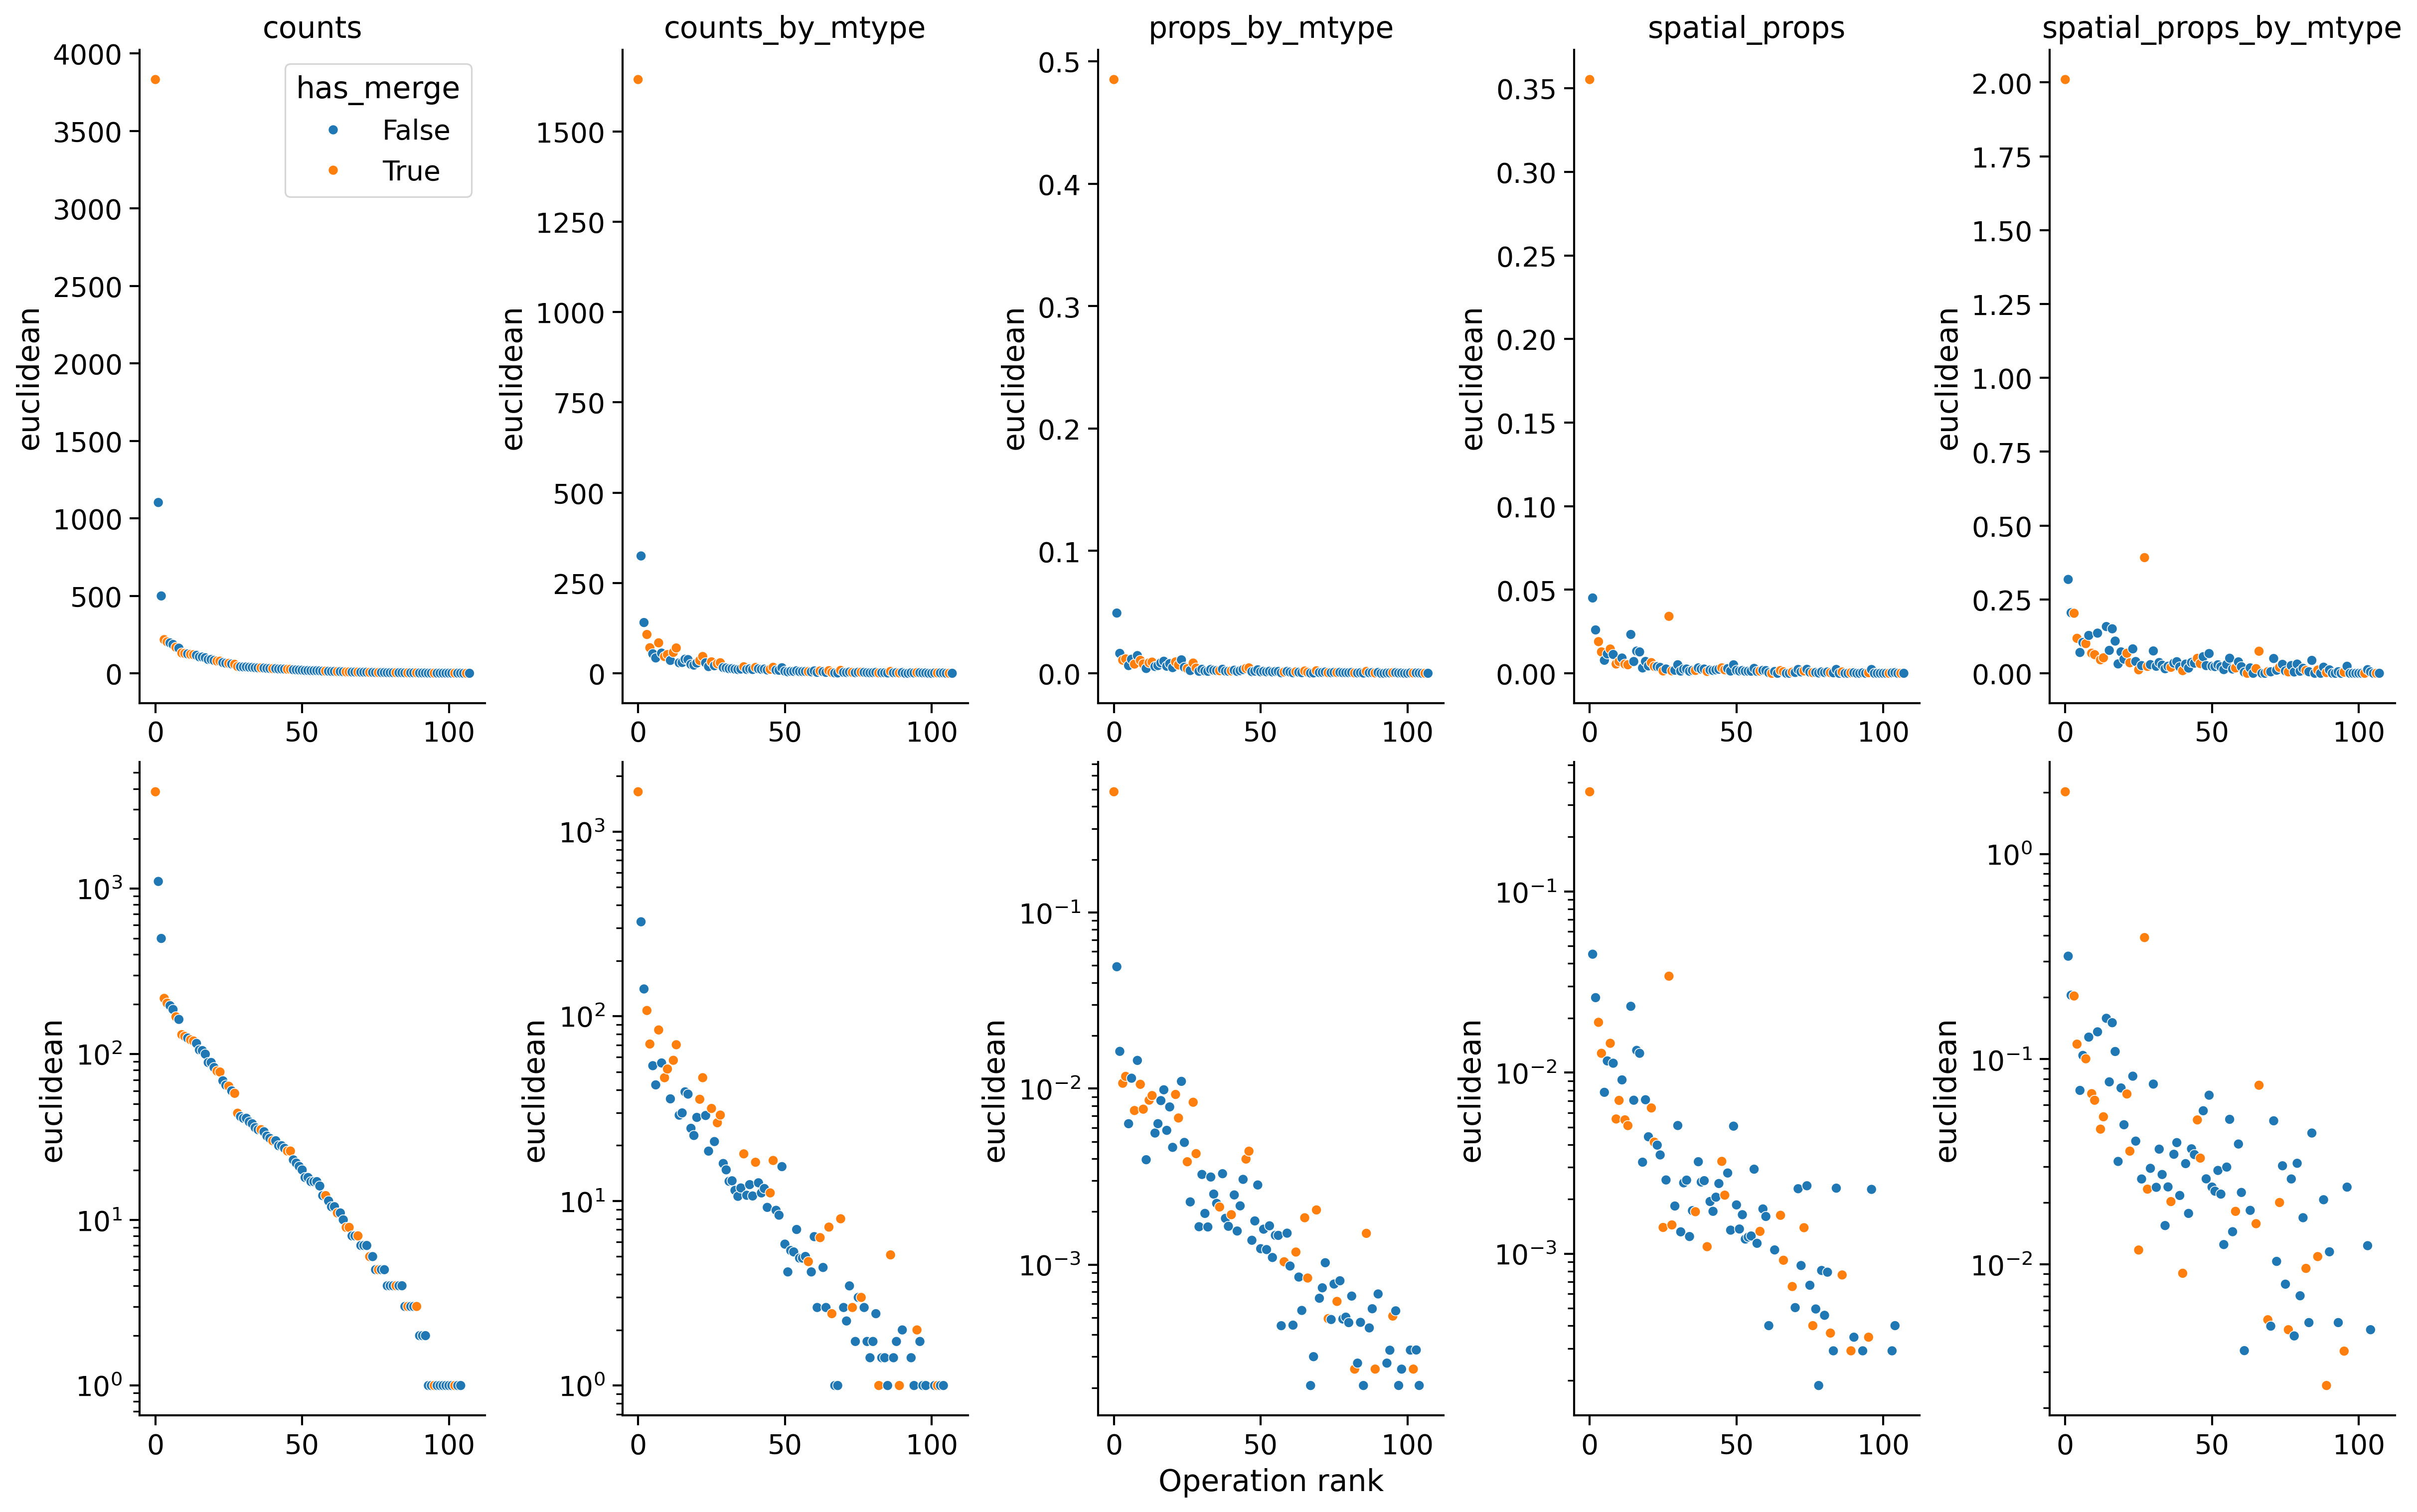 counts
counts_by_mtype
props_by_mtype
spatial_props
spatial_props_by_mtype
has_merge
False
True
euclidean
4000
3500
3000
2500
2000
1500
1000
500
0
0 50 100
euclidean
1500
1250
1000
750
500
250
0
0 50 100
euclidean
0.5
0.4
0.3
0.2
0.1
0.0
0 50 100
euclidean
0.35
0.30
0.25
0.20
0.15
0.10
0.05
0.00
0 50 100
euclidean
2.00
1.75
1.50
1.25
1.00
0.75
0.50
0.25
0.00
0 50 100
euclidean
10³
10²
10¹
10⁰
0 50 100
euclidean
10³
10²
10¹
10⁰
0 50 100
euclidean
10⁻¹
10⁻²
10⁻³
0 50 100
euclidean
10⁻¹
10⁻²
10⁻³
0 50 100
euclidean
10⁰
10⁻¹
10⁻²
0 50 100
Operation rank